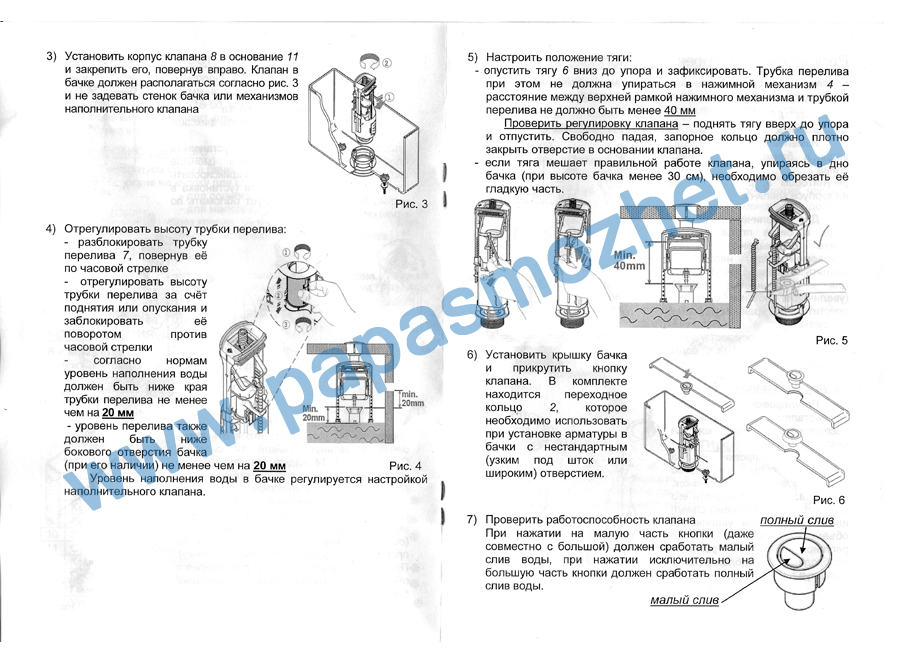 3) Установить корпус клапана 8 в основание 11
и закрепить его, повернув вправо. Клапан в
бачке должен располагаться согласно рис. 3
и не задевать стенок бачка или механизмов
наполнительного клапана
②
①
Рис. 3
4) Отрегулировать высоту трубки перелива:
- разблокировать трубку
перелива 7, повернув её
по часовой стрелке
- отрегулировать высоту
трубки перелива за счёт
поднятия или опускания и
заблокировать её
поворотом против
часовой стрелки
- согласно нормам
уровень наполнения воды
должен быть ниже края
трубки перелива не менее
чем на 20 мм
- уровень перелива также
должен быть ниже
бокового отверстия бачка
(при его наличии) не менее чем на 20 мм
①
②
③
Min.
20mm
min.
20mm
Рис. 4
Уровень наполнения воды в бачке регулируется настройкой
наполнительного клапана.
5) Настроить положение тяги:
- опустить тягу 6 вниз до упора и зафиксировать. Трубка перелива
при этом не должна упираться в нажимной механизм 4 –
расстояние между верхней рамкой нажимного механизма и трубкой
перелива не должно быть менее 40 мм
Проверить регулировку клапана – поднять тягу вверх до упора
и отпустить. Свободно падая, запорное кольцо должно плотно
закрыть отверстие в основании клапана.
- если тяга мешает правильной работе клапана, упираясь в дно
бачка (при высоте бачка менее 30 см), необходимо обрезать её
гладкую часть.
Min.
40mm
Рис. 5
6) Установить крышку бачка
и прикрутить кнопку
клапана. В комплекте
находится переходное
кольцо 2, которое
необходимо использовать
при установке арматуры в
бачки с нестандартным
(узким под шток или
широким) отверстием.
Рис. 6
7) Проверить работоспособность клапана
При нажатии на малую часть кнопки (даже
совместно с большой) должен сработать малый
слив воды, при нажатии исключительно на
большую часть кнопки должен сработать полный
слив воды.
полный слив
малый слив
www.papasmozhet.ru